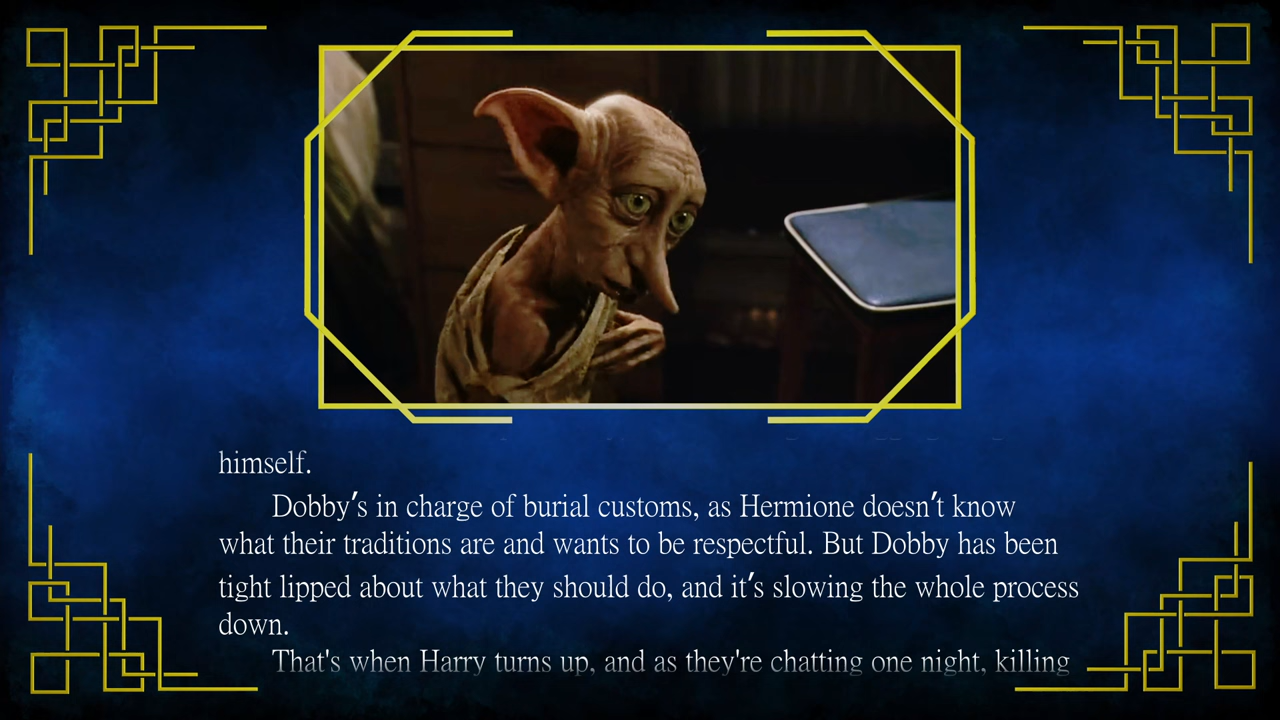 himself.
Dobby's in charge of burial customs, as Hermione doesn't know
what their traditions are and wants to be respectful. But Dobby has been
tight lipped about what they should do, and it's slowing the whole process
down.
That's when Harry turns up, and as they're chatting one night, killing